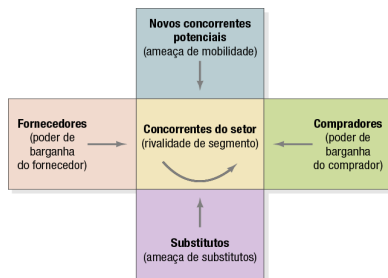 Novos concorrentes
potenciais
(ameaça de mobilidade)
Fornecedores
(poder de
barganha
do fornecedor)
Concorrentes do setor
(rivalidade de segmento)
Compradores
(poder de
barganha
do comprador)
Substitutos
(ameaça de substitutos)